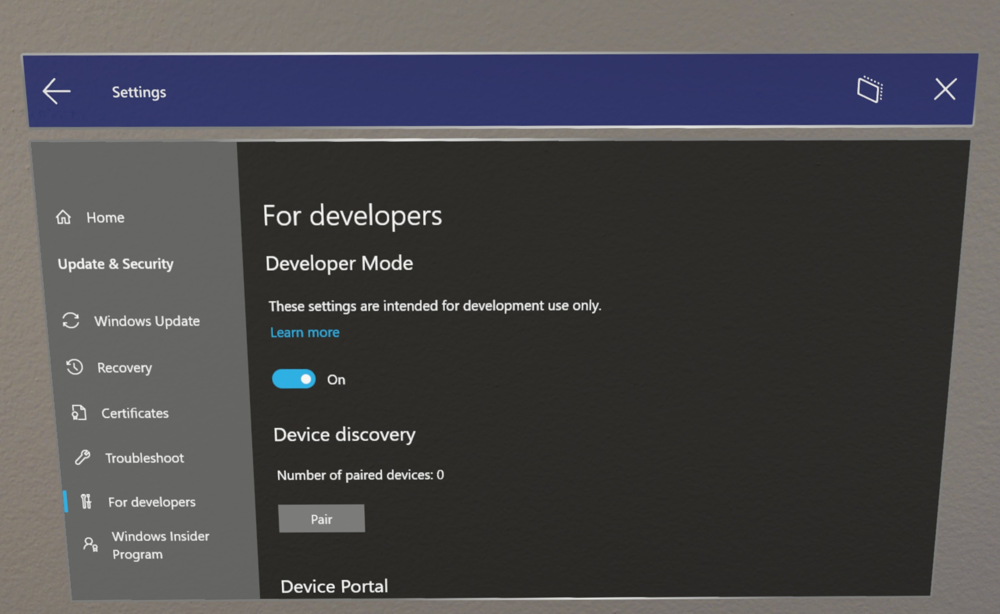 Settings
Home
Update & Security
Windows Update
Recovery
Certificates
Troubleshoot
For developers
Windows Insider
Program
For developers
Developer Mode
These settings are intended for development use only.
Learn more
On
Device discovery
Number of paired devices: 0
Pair
Device Portal